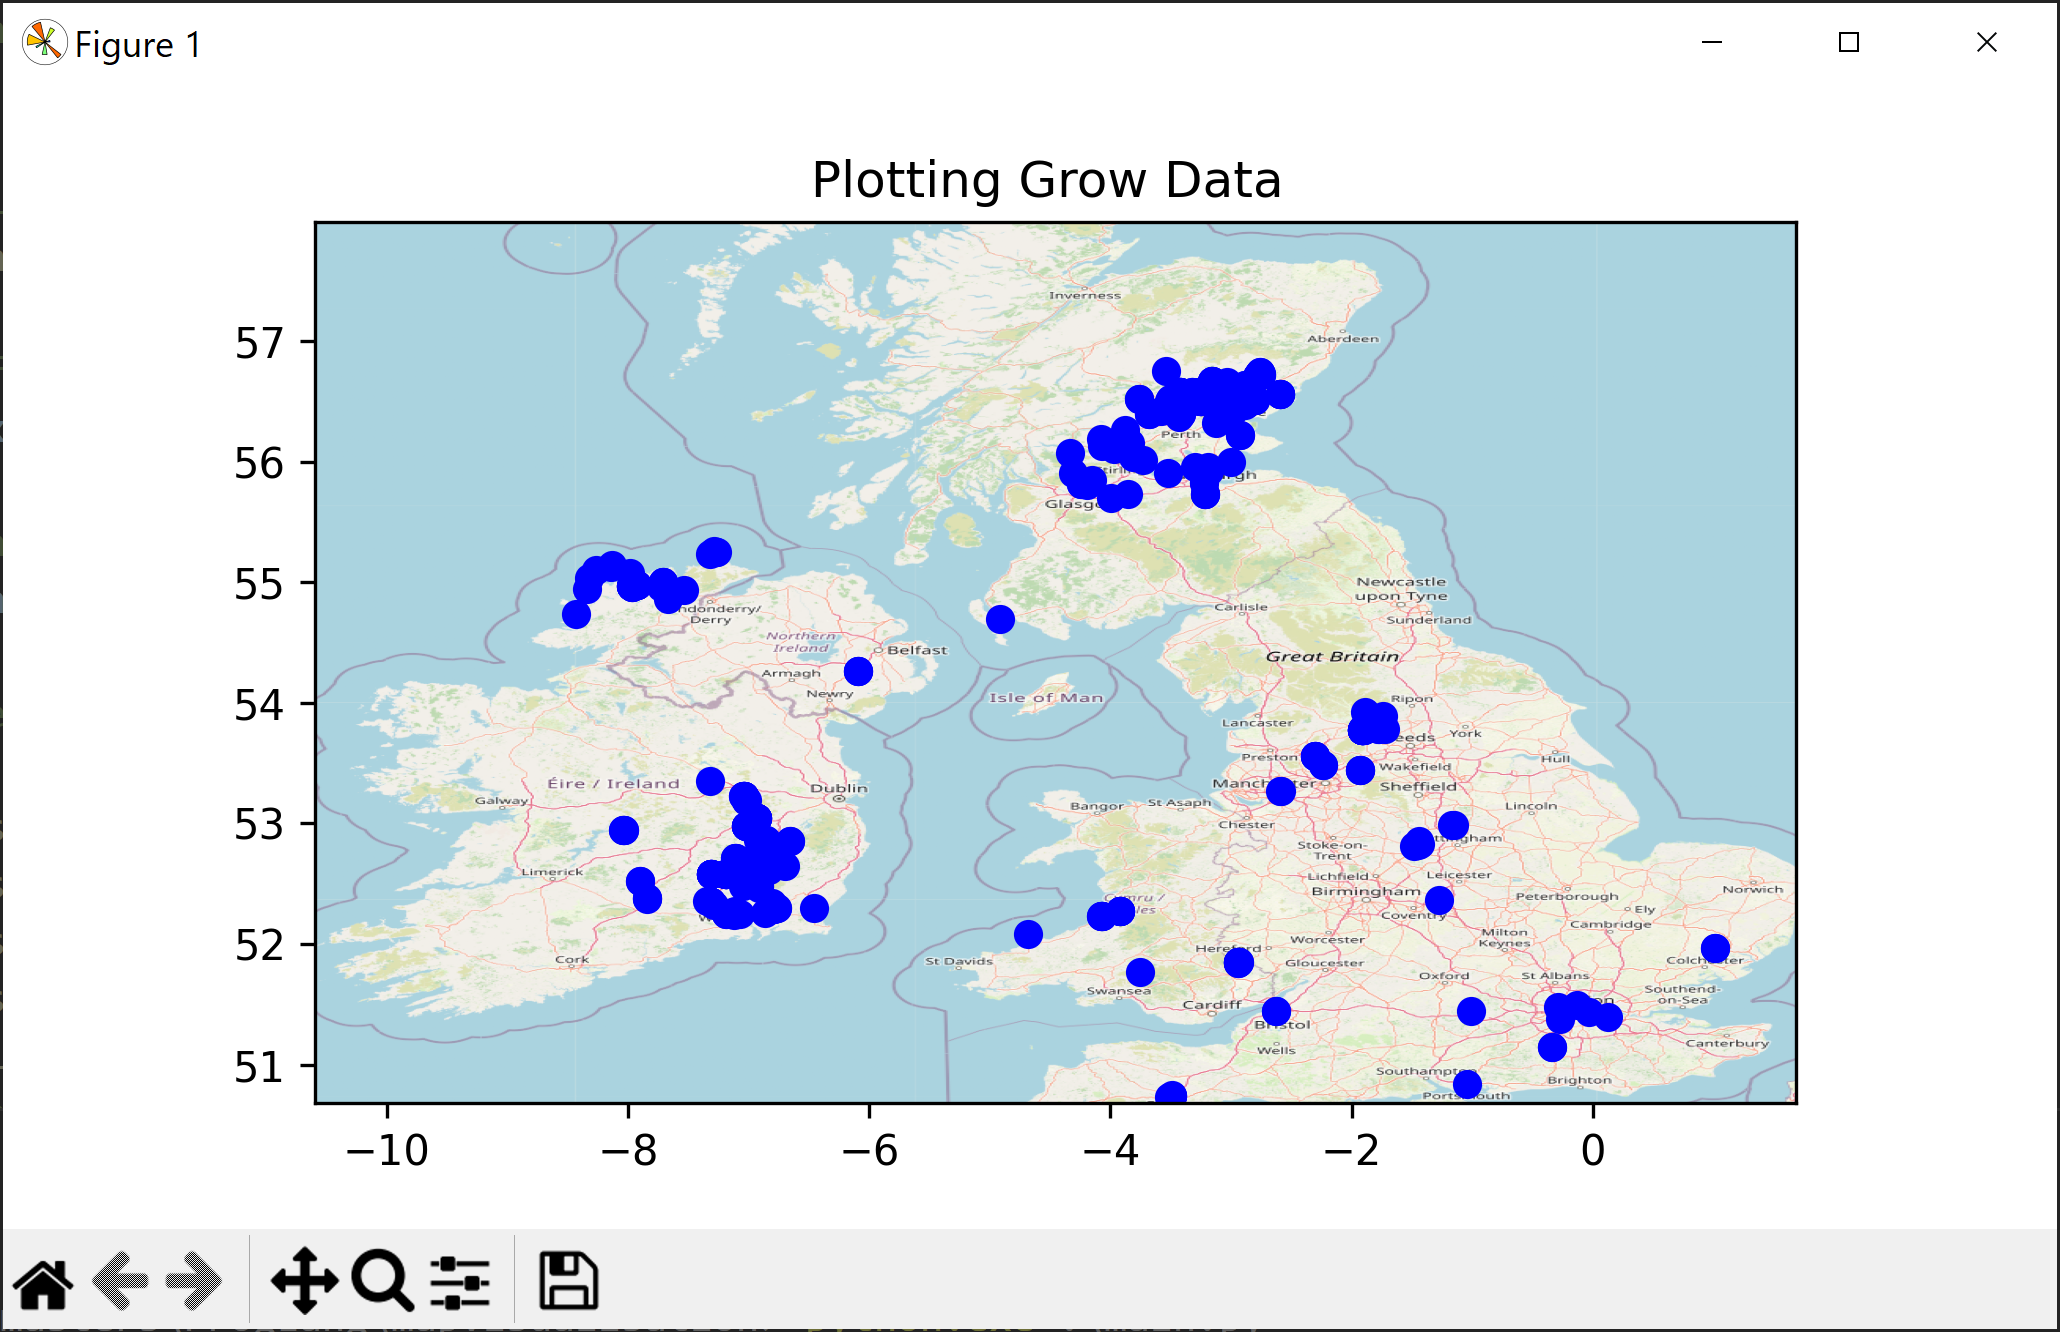 Figure 1
Plotting Grow Data
57
56
55
54
53
52
51
−10
−8
−6
−4
−2
0
Inverness
Aberdeen
Perth
Newcastle
upon Tyne
Carlisle
Sunderland
Derry
Northern
Ireland
Belfast
Great Britain
Armagh
Newry
Isle of Man
Ripon
Lancaster
York
Preston
Wakefield
Hull
Éire / Ireland
Dublin
Galway
Sheffield
Bangor
St Asaph
Lincoln
Chester
Stoke-on-
Trent
Limerick
Lichfield
Leicester
Birmingham
Peterborough
Norwich
Coventry
Ely
Cambridge
Milton
Keynes
Worcester
Hereford
Cork
St Davids
Gloucester
Oxford
St Albans
Swansea
Southend-
on-Sea
Cardiff
Bristol
Wells
Canterbury
Brighton